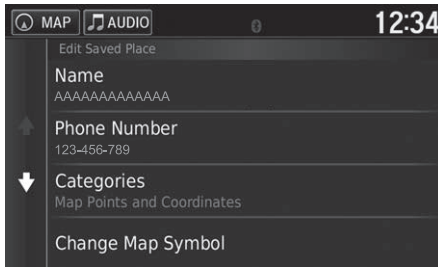 MAP AUDIO 12:34
Edit Saved Place
Name
AAAAAAAAAAAAA
Phone Number
123-456-789
Categories
Map Points and Coordinates
Change Map Symbol